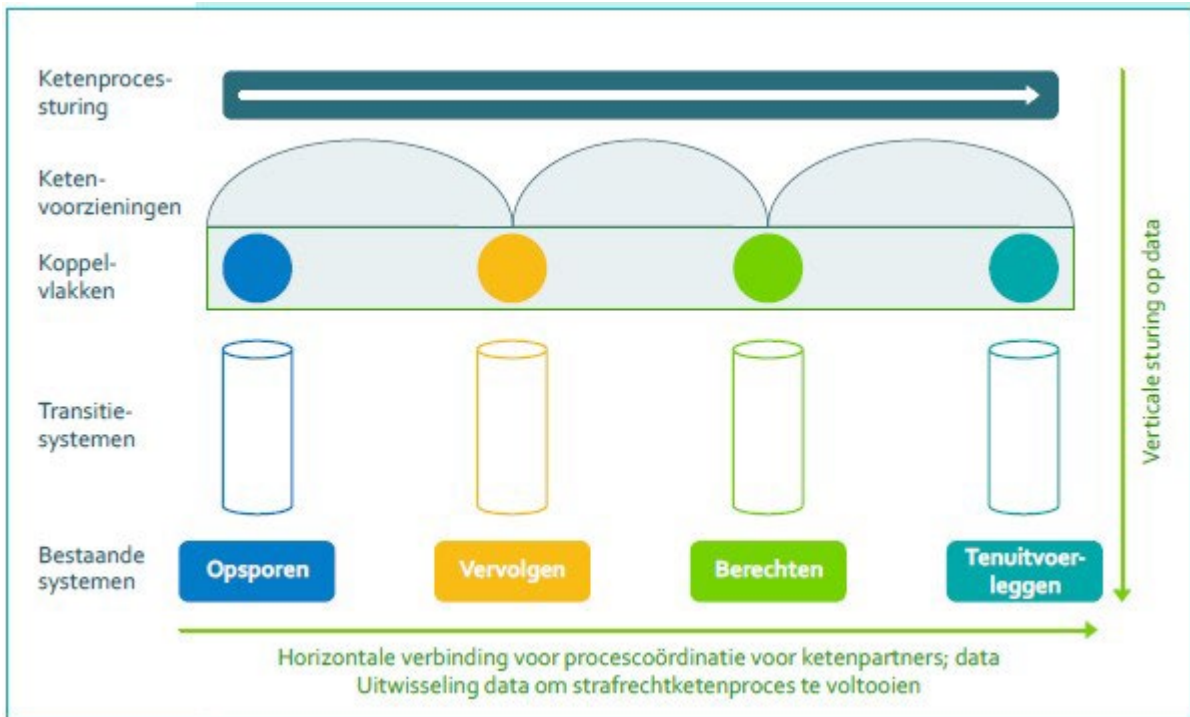 Ketenproces-
sturing
Keten-
voorzieningen
Koppel-
vlakken
Transitie-
systemen
Bestaande
systemen
Opsporen
Vervolgen
Berechten
Tenuitvoer-
leggen
Verticale sturing op data
Horizontale verbinding voor procescoördinatie voor ketenpartners; data
Uitwisseling data om strafrechtketenproces te voltooien